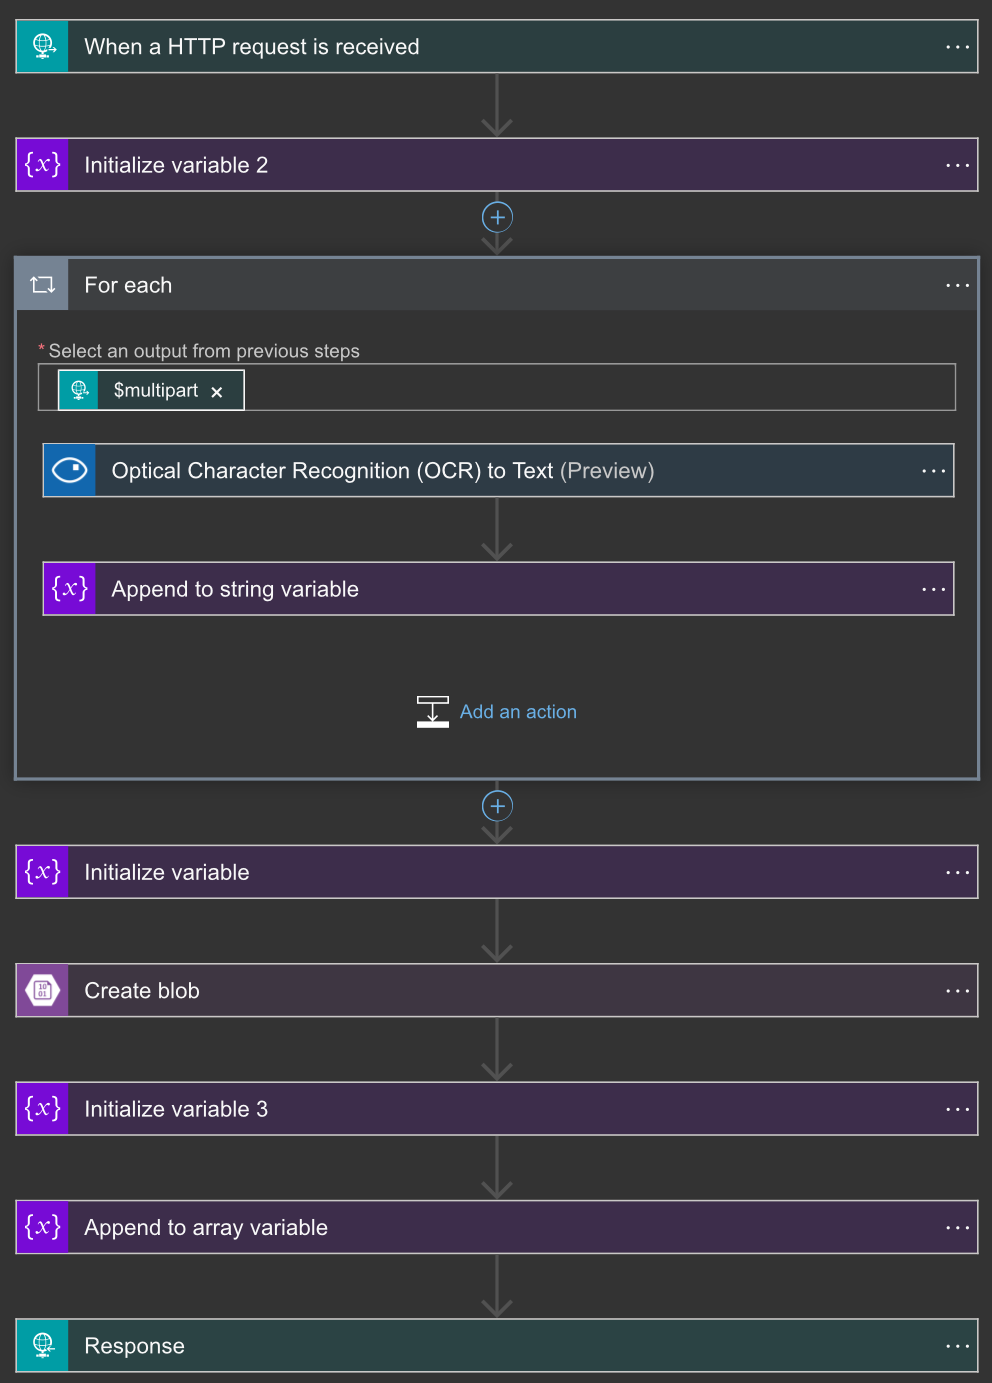 When a HTTP request is received
{x} Initialize variable 2
For each
* Select an output from previous steps
$multipart ×
Optical Character Recognition (OCR) to Text (Preview)
{x} Append to string variable
Add an action
{x} Initialize variable
10
01
Create blob
{x} Initialize variable 3
{x} Append to array variable
Response